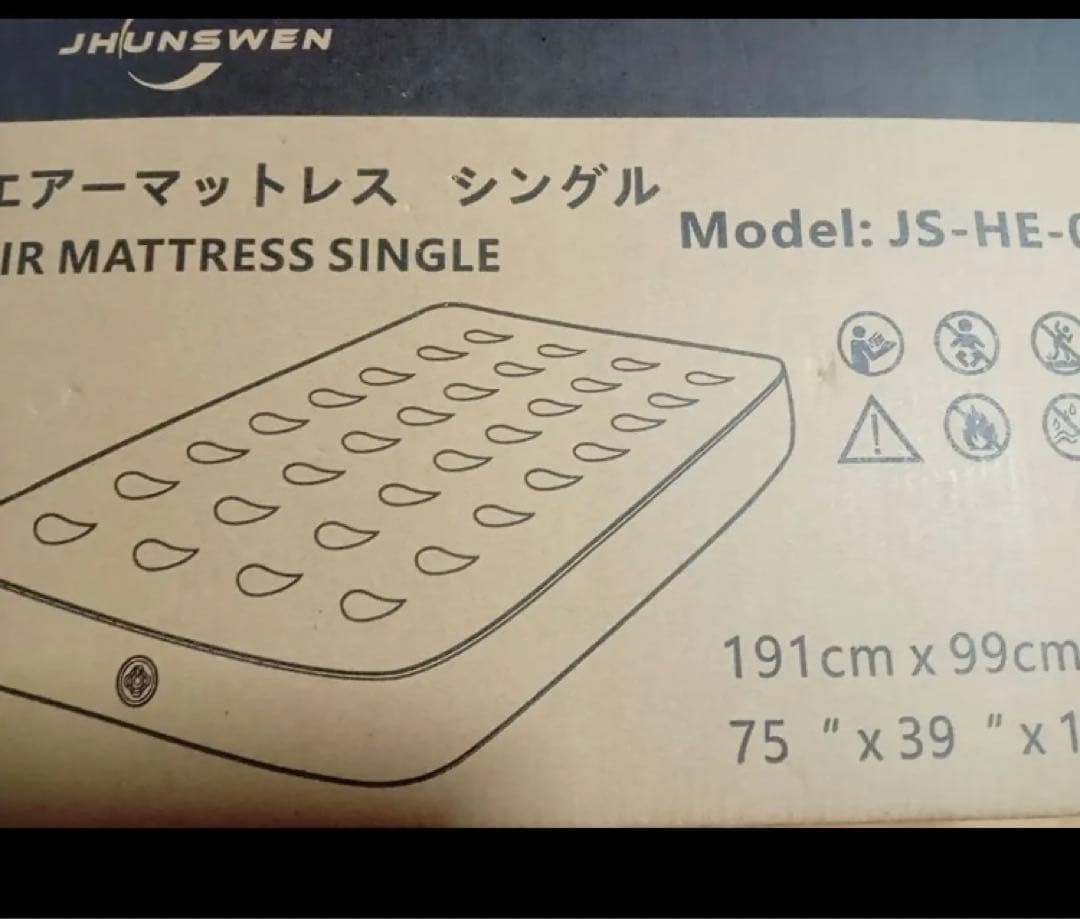 JHUNSWEN
エアーマットレス シングル
IR MATTRESS SINGLE
Model: JS-HE-0
191cm x 99cm
75 " x 39 " x 1